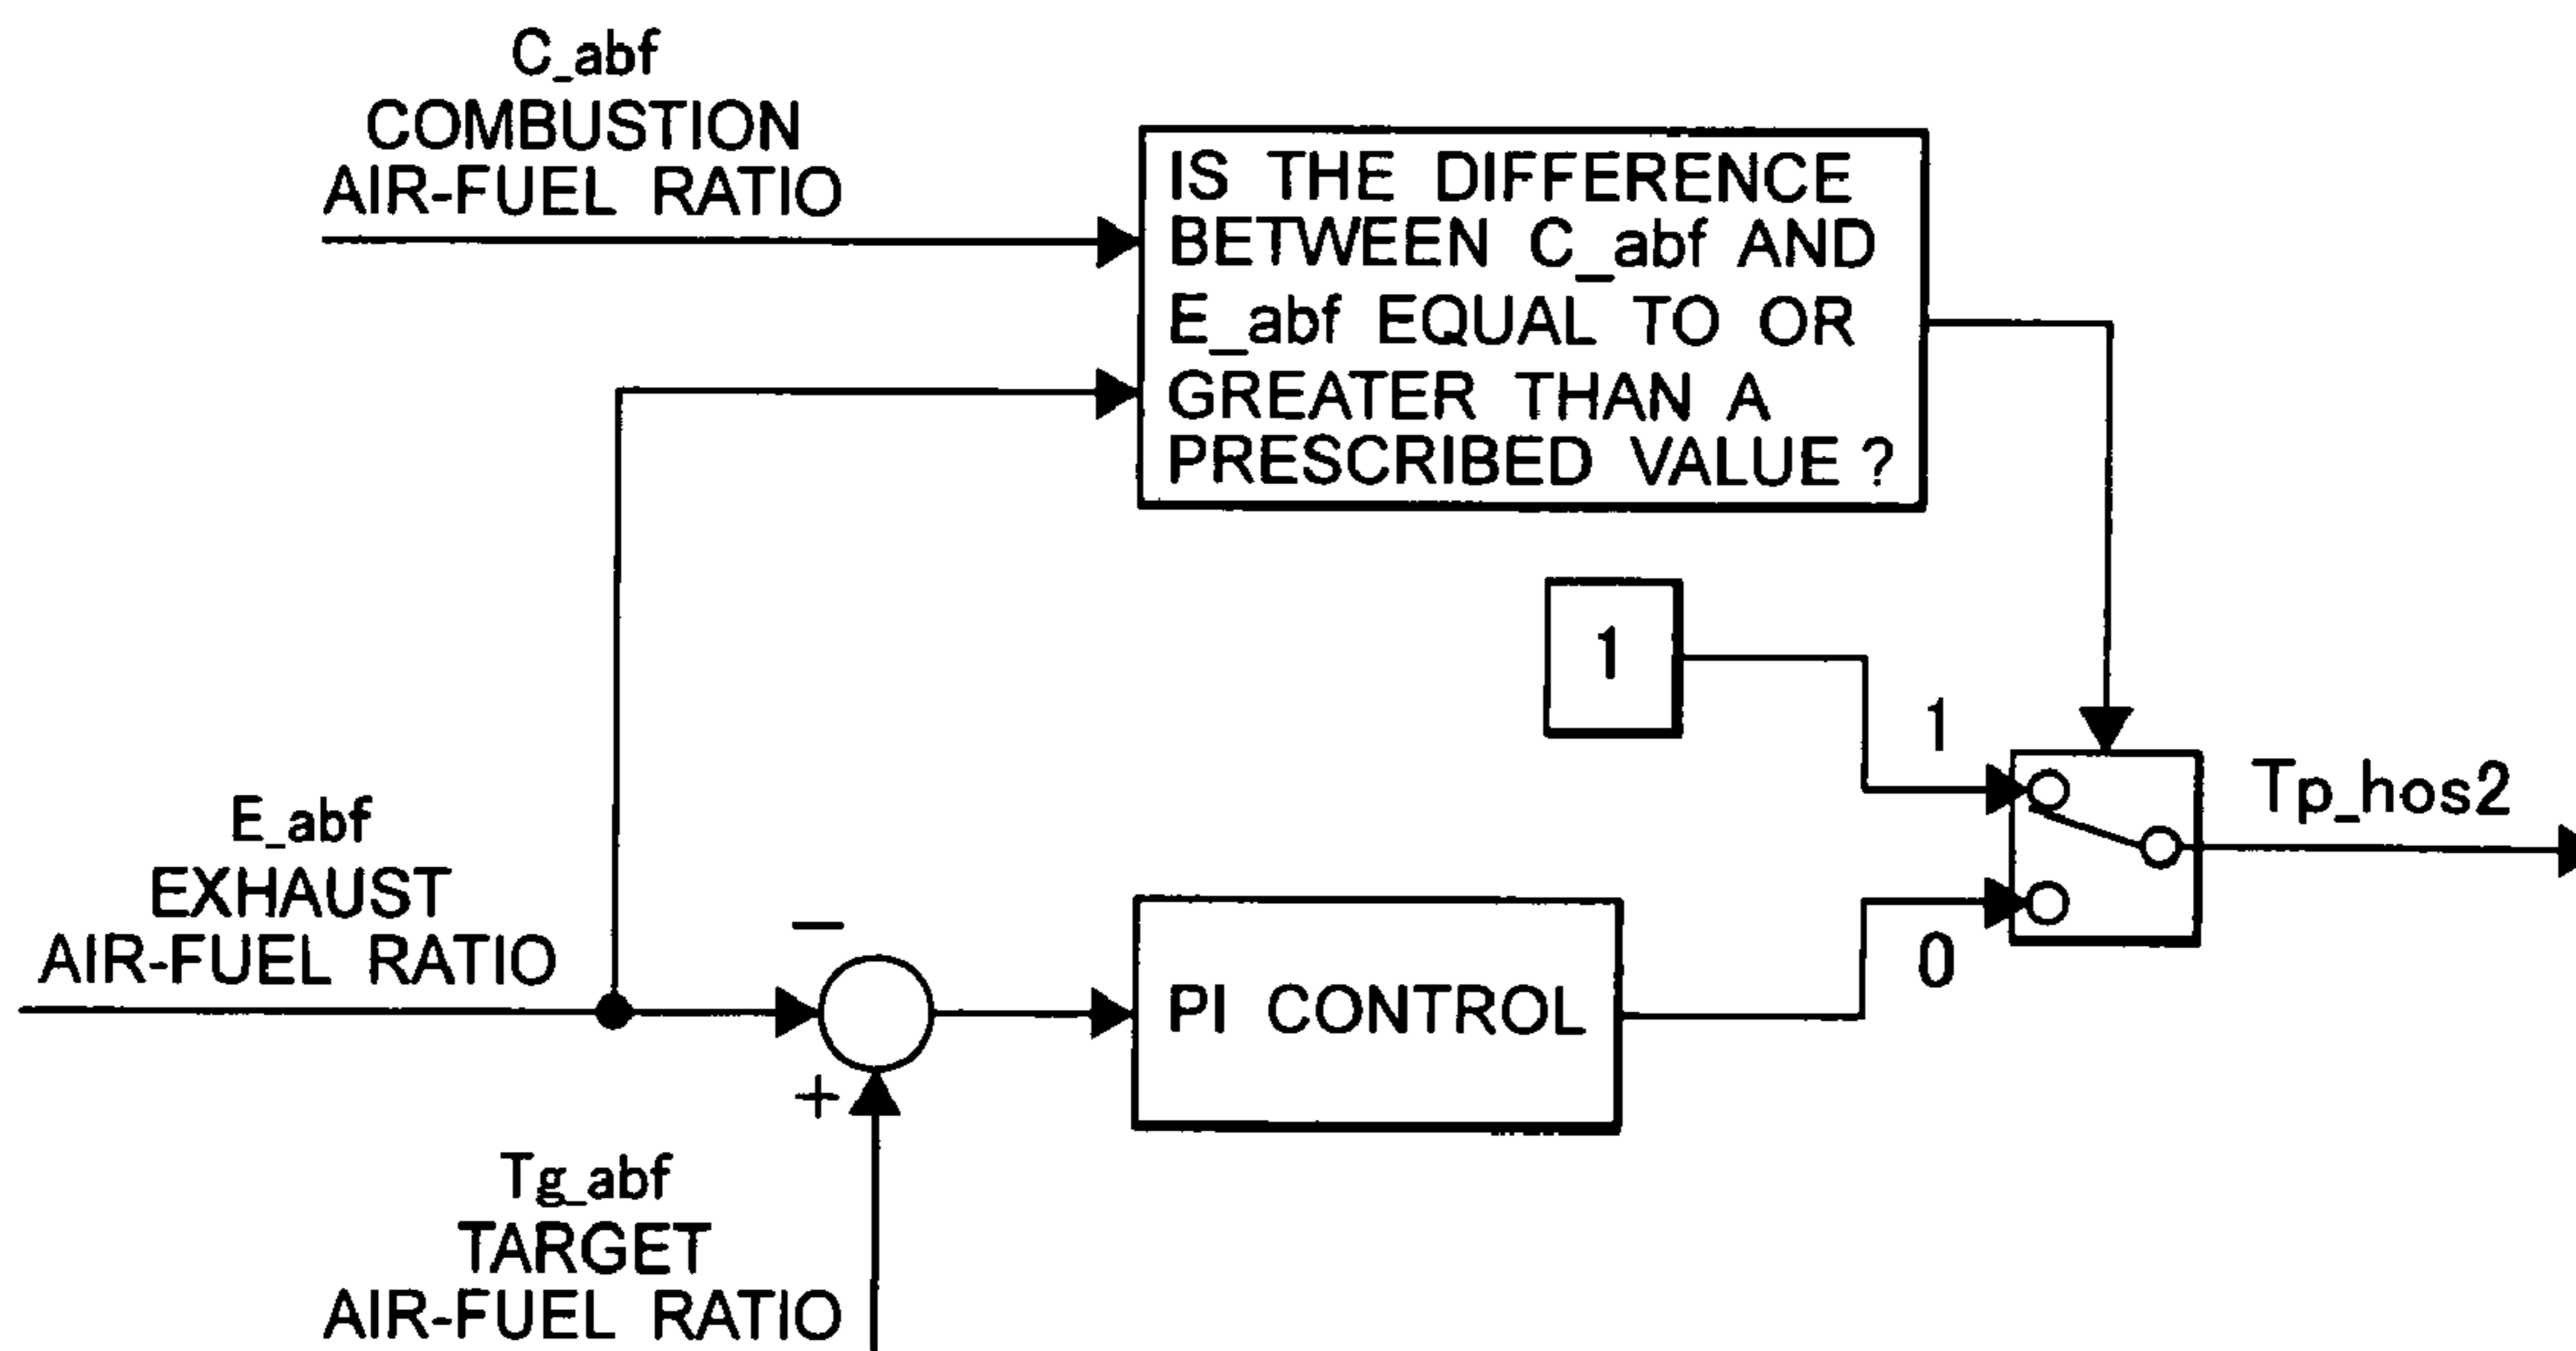 C_abf
COMBUSTION
AIR-FUEL RATIO
IS THE DIFFERENCE
BETWEEN C_abf AND
E_abf EQUAL TO OR
GREATER THAN A
PRESCRIBED VALUE ?
1
1
Tp_hos2
E_abf
EXHAUST
AIR-FUEL RATIO
−
PI CONTROL
0
+
Tg_abf
TARGET
AIR-FUEL RATIO